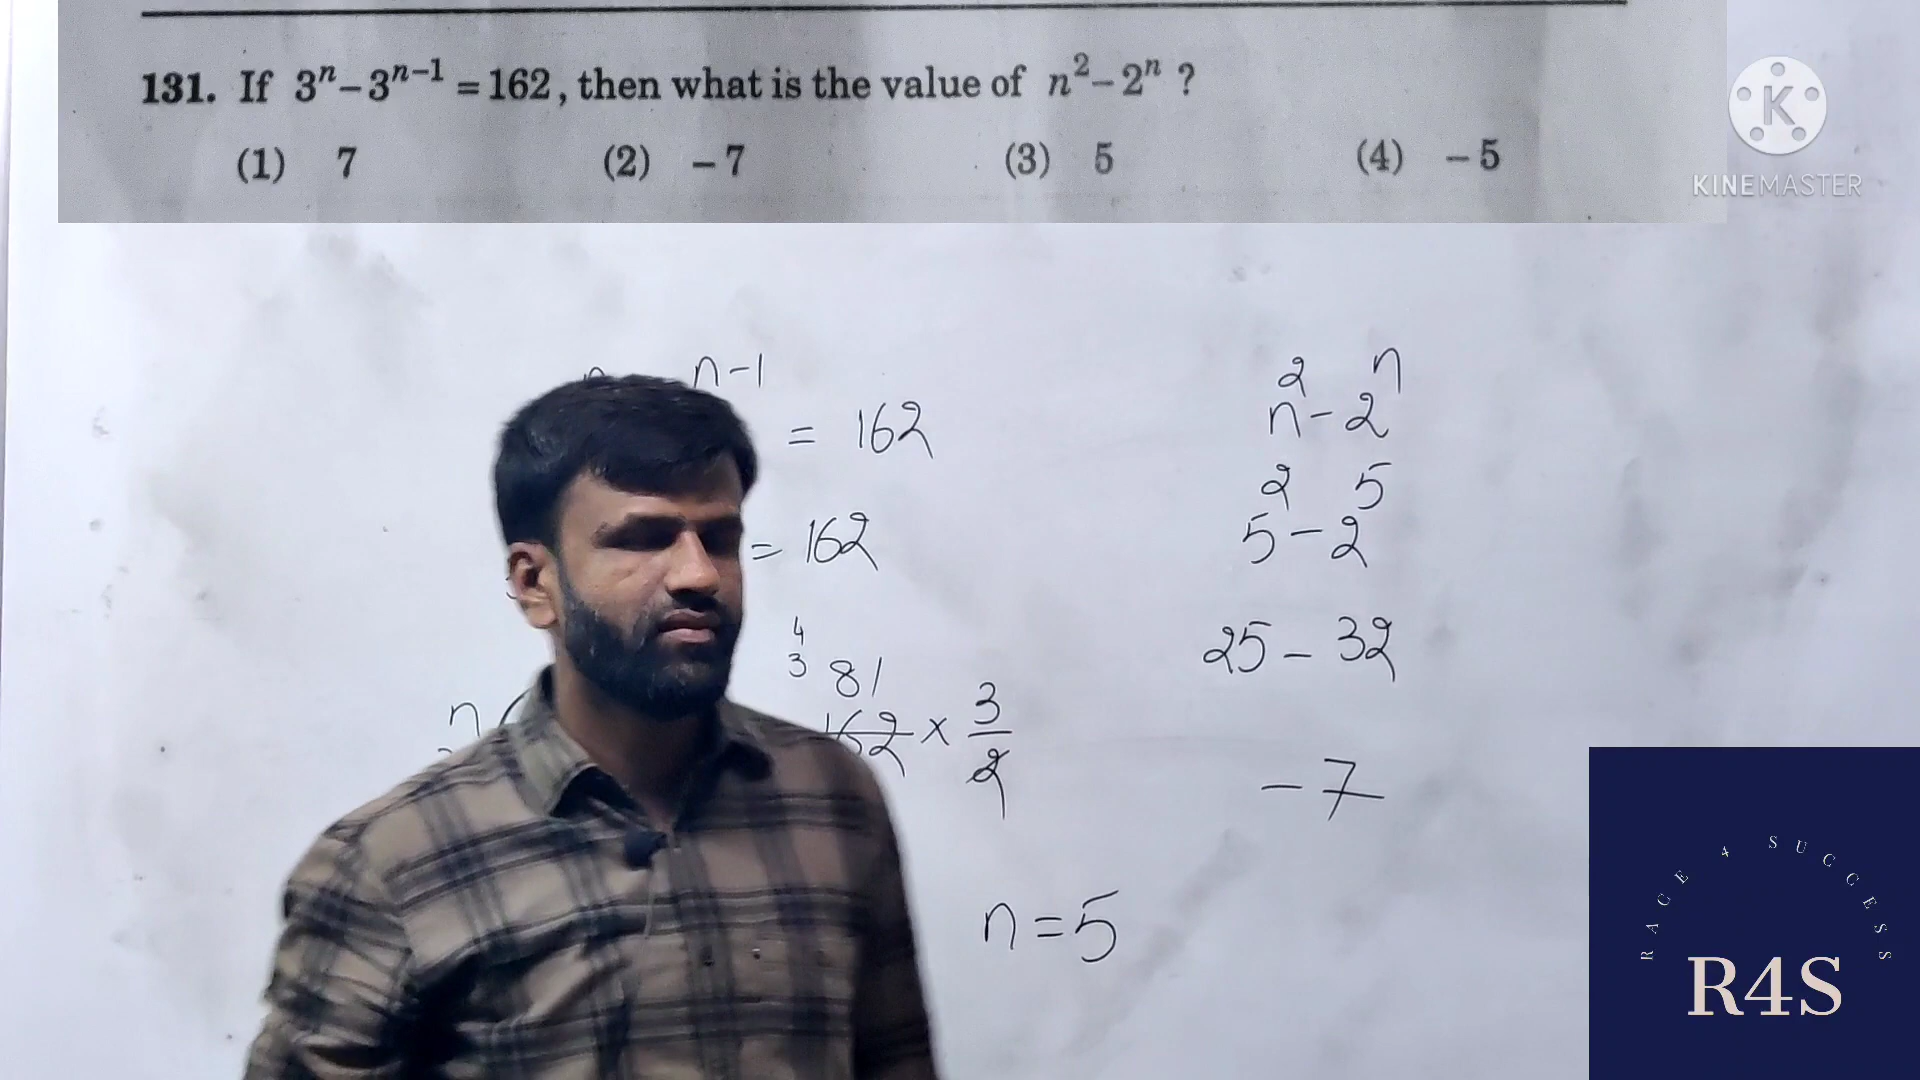 131. If 3ⁿ – 3ⁿ⁻¹ = 162, then what is the value of n² – 2ⁿ ?
(1) 7 (2) – 7 (3) 5 (4) – 5
KINEMASTER
n-1
= 162
= 162
4
3 81
n
162 × 3/2
n = 5
n² - 2ⁿ
5² - 2⁵
25 - 32
- 7
RACE 4 SUCCESS
R4S